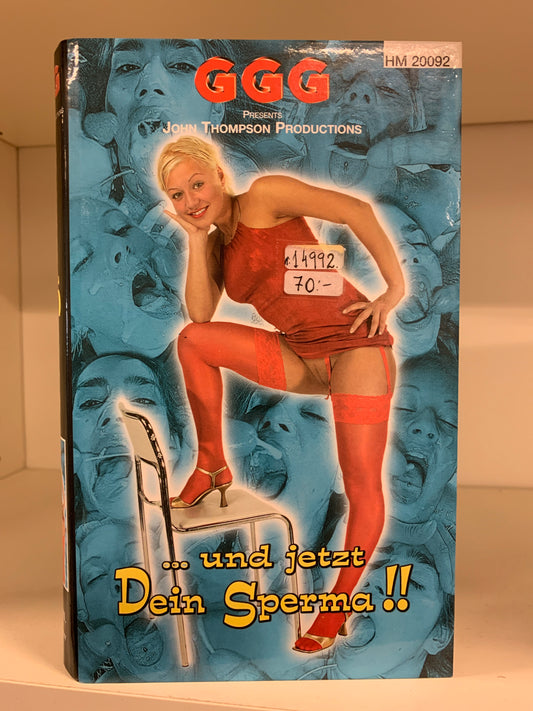 HM 20092
GGG
PRESENTS
JOHN THOMPSON PRODUCTIONS
14992.
70:-
... und jetzt
Dein Sperma!!